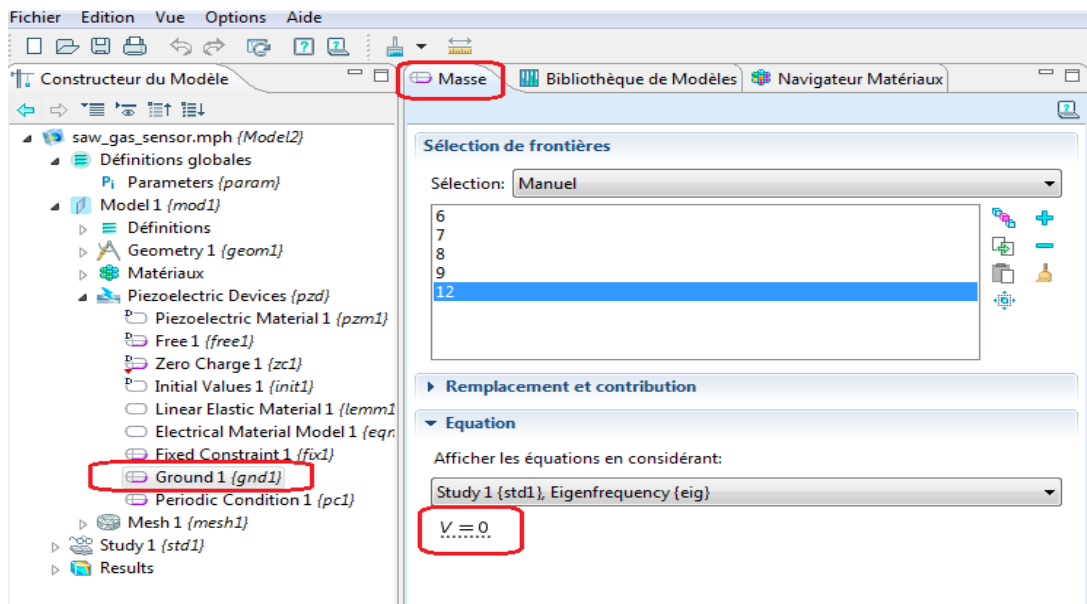 Fichier Edition Vue Options Aide
Constructeur du Modèle
saw_gas_sensor.mph {Model2}
Définitions globales
Pi Parameters {param}
Model 1 {mod1}
Définitions
Geometry 1 {geom1}
Matériaux
Piezoelectric Devices {pzd}
D Piezoelectric Material 1 {pzm1}
D Free 1 {free1}
D Zero Charge 1 {zc1}
D Initial Values 1 {init1}
Linear Elastic Material 1 {lemm1
Electrical Material Model 1 {eqn
Fixed Constraint 1 {fix1}
Ground 1 {gnd1}
Periodic Condition 1 {pc1}
Mesh 1 {mesh1}
Study 1 {std1}
Results
Masse Bibliothèque de Modèles Navigateur Matériaux
Sélection de frontières
Sélection: Manuel
6
7
8
9
12
Remplacement et contribution
Equation
Afficher les équations en considérant:
Study 1 {std1}, Eigenfrequency {eig}
V = 0